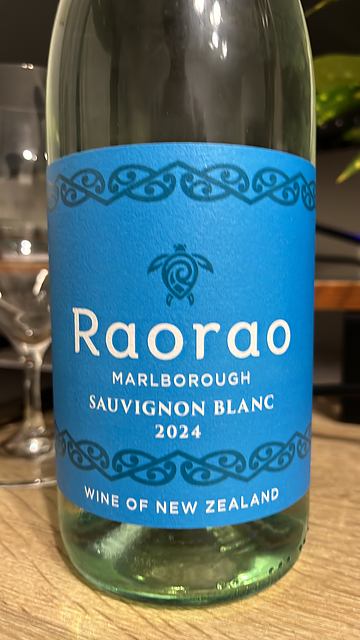 Raorao
MARLBOROUGH
SAUVIGNON BLANC
2024
WINE OF NEW ZEALAND